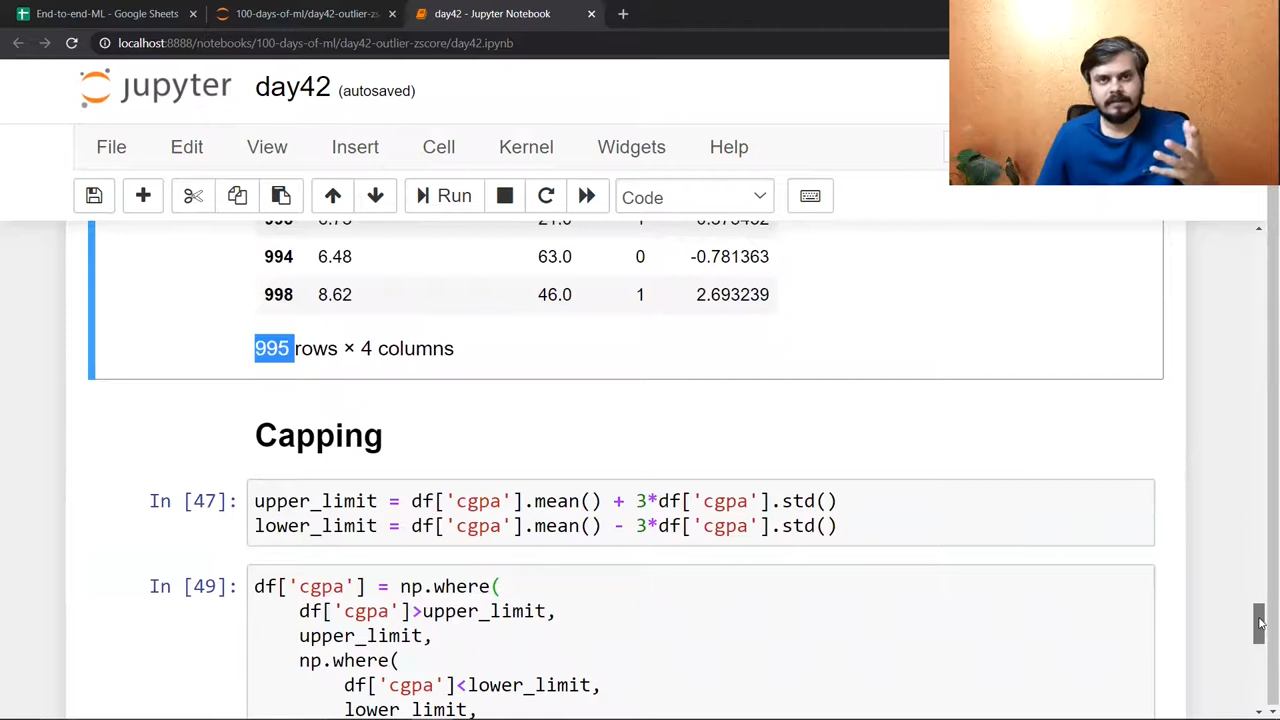 End-to-end-ML - Google Sheets
100-days-of-ml/day42-outlier-zs
day42 - Jupyter Notebook
localhost:8888/notebooks/100-days-of-ml/day42-outlier-zscore/day42.ipynb
jupyter day42 (autosaved)
File Edit View Insert Cell Kernel Widgets Help
Run Code
994 6.48 63.0 0 -0.781363
998 8.62 46.0 1 2.693239
995 rows × 4 columns
Capping
In [47]: upper_limit = df['cgpa'].mean() + 3*df['cgpa'].std()
lower_limit = df['cgpa'].mean() - 3*df['cgpa'].std()
In [49]: df['cgpa'] = np.where(
df['cgpa']>upper_limit,
upper_limit,
np.where(
df['cgpa']<lower_limit,
lower_limit,